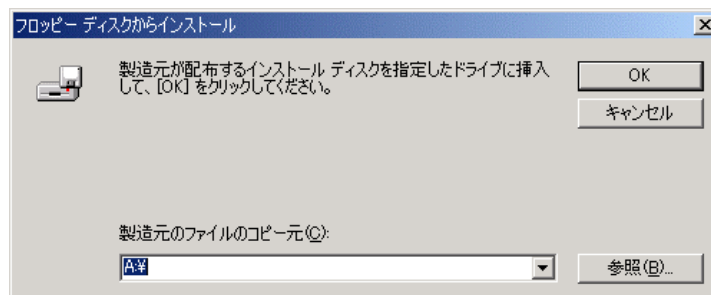 フロッピー ディスクからインストール
製造元が配布するインストール ディスクを指定したドライブに挿入
して、[OK] をクリックしてください。
OK
キャンセル
製造元のファイルのコピー元(C):
A:¥
参照(B)...